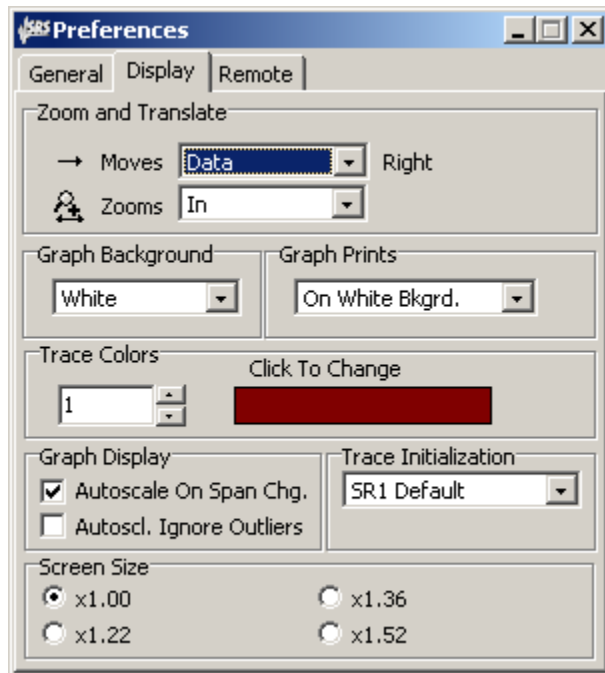 SRS Preferences
General Display Remote
Zoom and Translate
→ Moves Data Right
Zooms In
Graph Background
White
Graph Prints
On White Bkgrd.
Trace Colors
1
Click To Change
Graph Display
Autoscale On Span Chg.
Autoscl. Ignore Outliers
Trace Initialization
SR1 Default
Screen Size
x1.00 x1.36
x1.22 x1.52